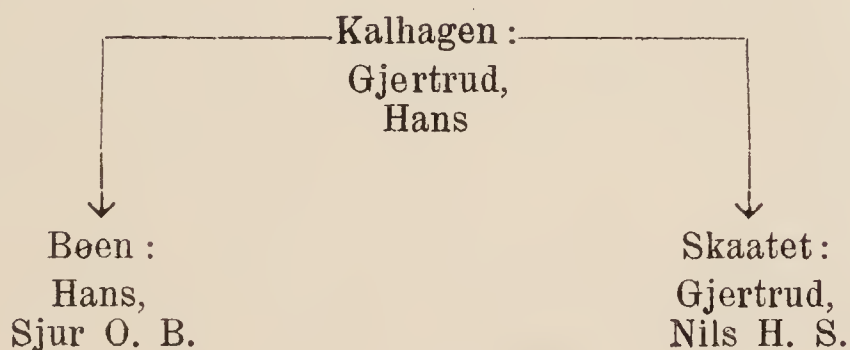 Kalhagen:
Gjertrud,
Hans
Bøen:
Hans,
Sjur O. B.
Skaatet:
Gjertrud,
Nils H. S.